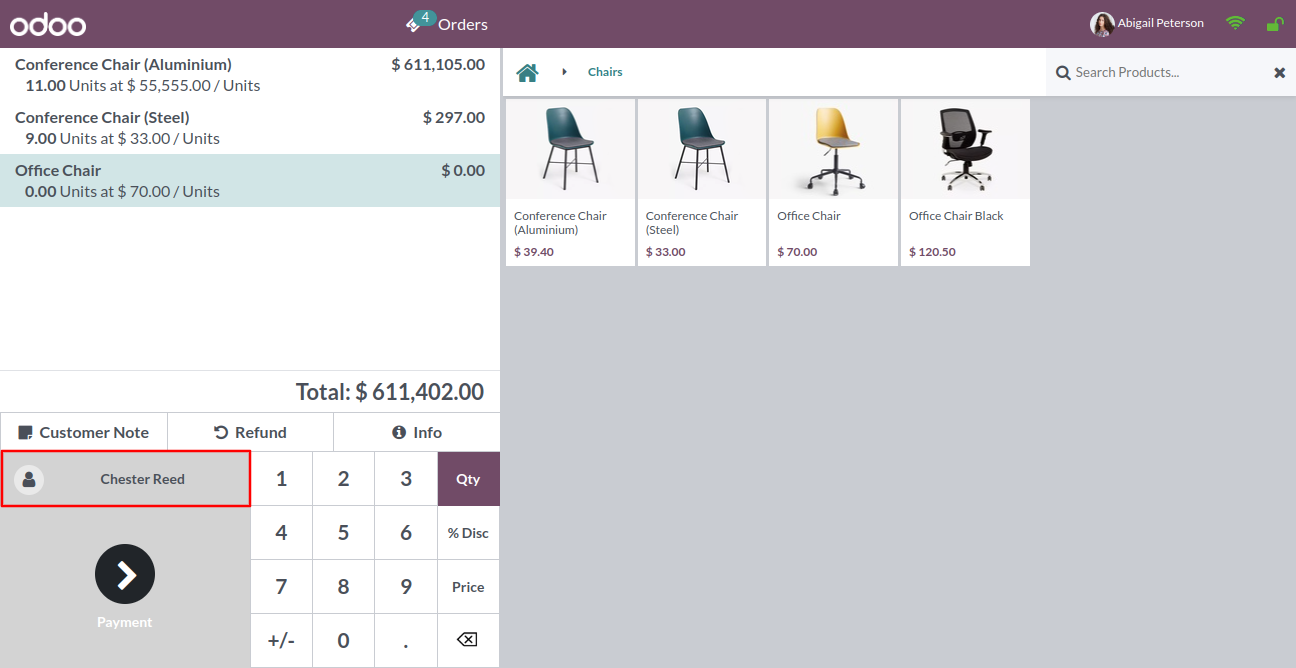 odoo
4
Orders
Abigail Peterson
Conference Chair (Aluminium) $ 611,105.00
11.00 Units at $ 55,555.00 / Units
Conference Chair (Steel) $ 297.00
9.00 Units at $ 33.00 / Units
Office Chair $ 0.00
0.00 Units at $ 70.00 / Units
Total: $ 611,402.00
Customer Note Refund Info
Chester Reed
Payment
1 2 3 Qty
4 5 6 % Disc
7 8 9 Price
+/- 0 .
Chairs
Search Products...
Conference Chair
(Aluminium)
$ 39.40
Conference Chair
(Steel)
$ 33.00
Office Chair
$ 70.00
Office Chair Black
$ 120.50